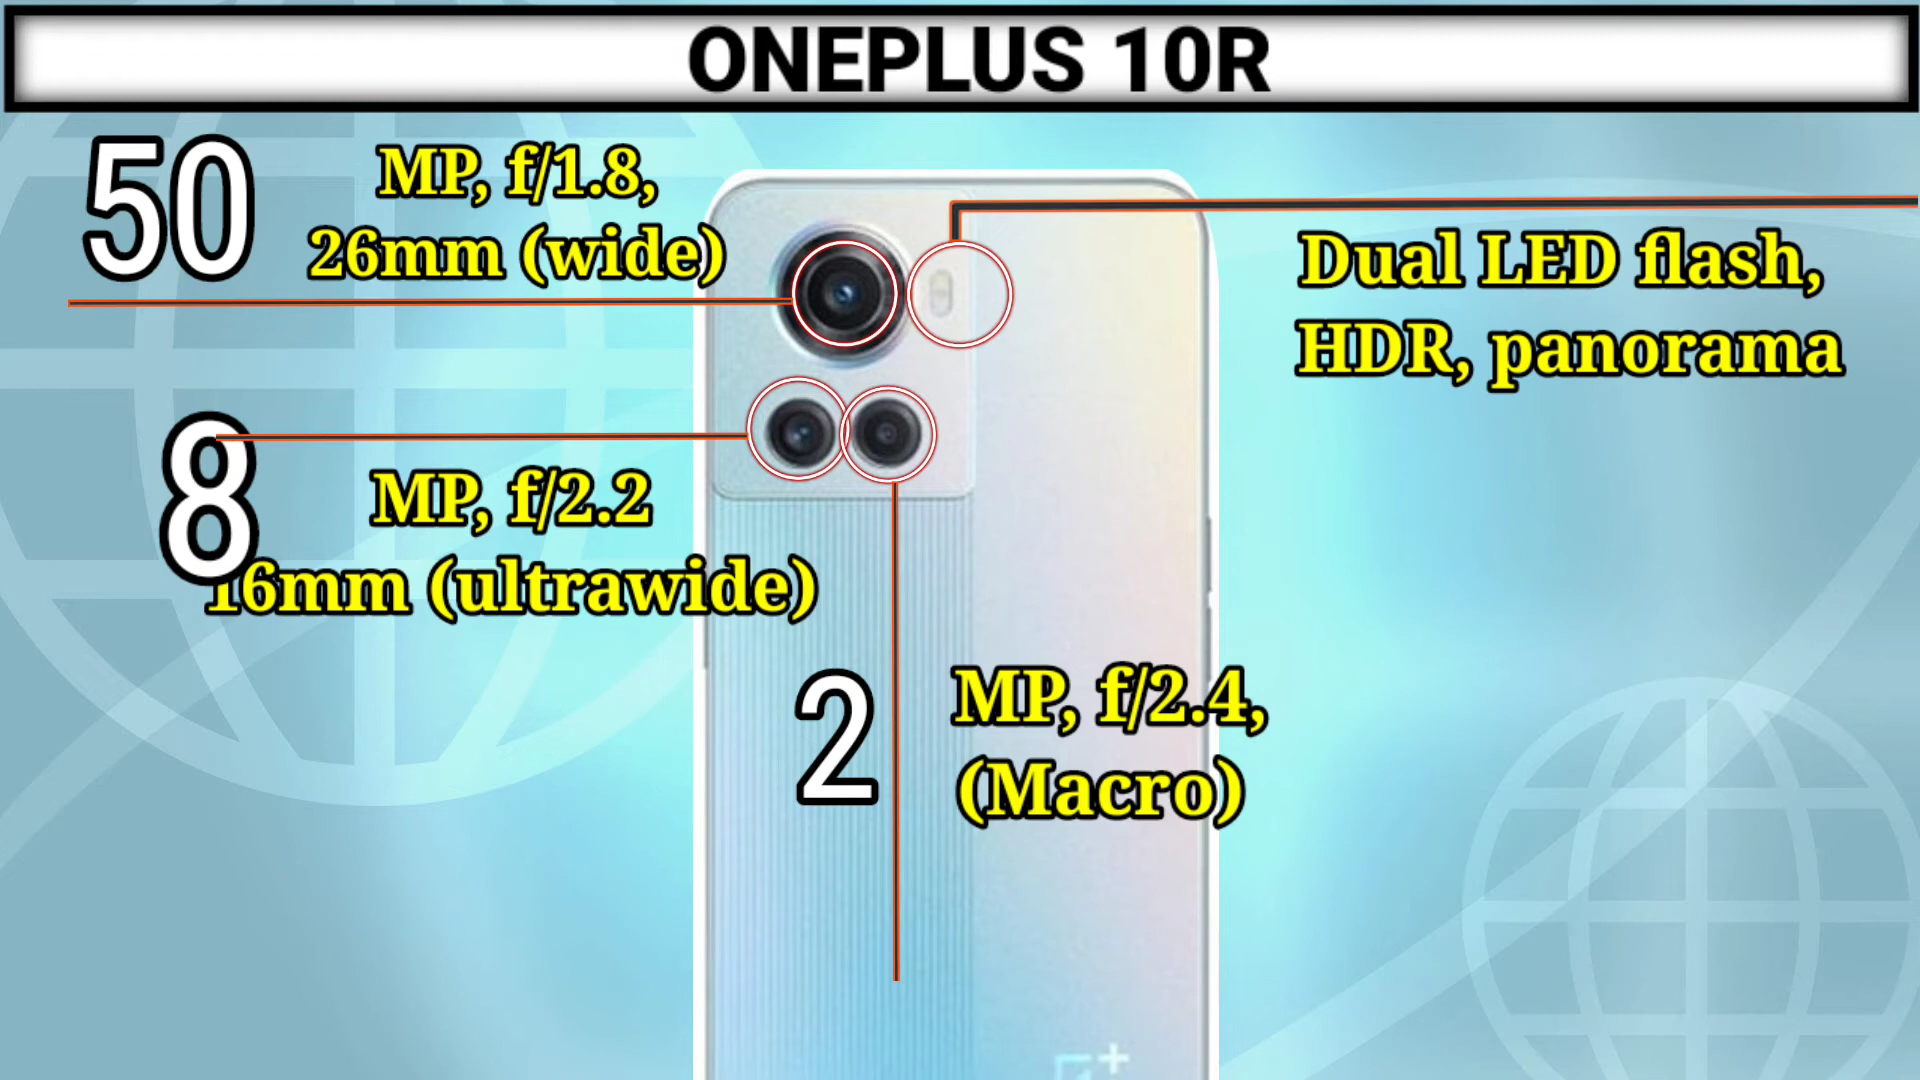 ONEPLUS 10R
50 MP, f/1.8,
26mm (wide)
Dual LED flash,
HDR, panorama
8 MP, f/2.2
16mm (ultrawide)
2 MP, f/2.4,
(Macro)